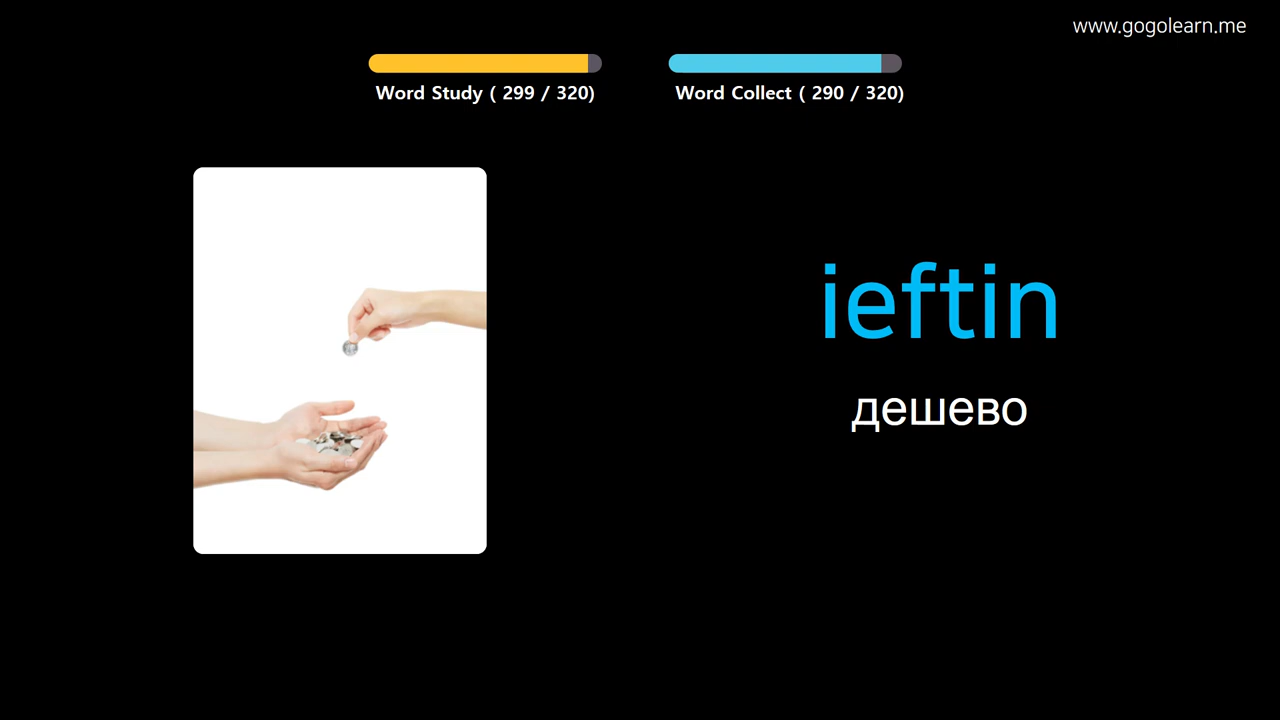 www.gogolearn.me
Word Study ( 299 / 320)
Word Collect ( 290 / 320)
ieftin
дешево